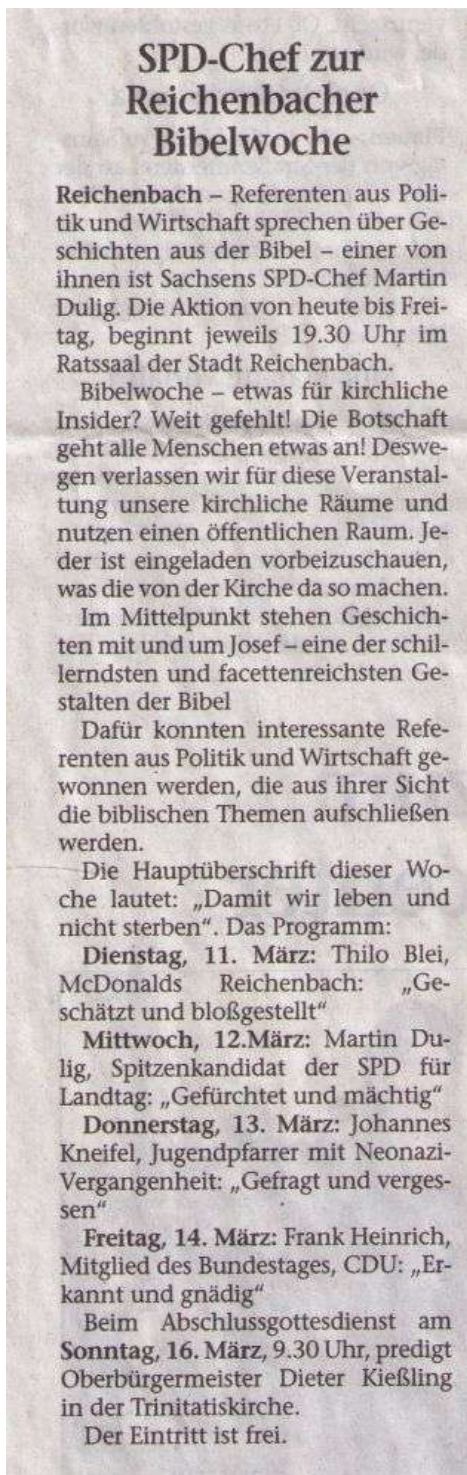 SPD-Chef zur
Reichenbacher
Bibelwoche
Reichenbach – Referenten aus Poli-
tik und Wirtschaft sprechen über Ge-
schichten aus der Bibel – einer von
ihnen ist Sachsens SPD-Chef Martin
Dulig. Die Aktion von heute bis Frei-
tag, beginnt jeweils 19.30 Uhr im
Ratssaal der Stadt Reichenbach.
Bibelwoche – etwas für kirchliche
Insider? Weit gefehlt! Die Botschaft
geht alle Menschen etwas an! Deswe-
gen verlassen wir für diese Veranstal-
tung unsere kirchliche Räume und
nutzen einen öffentlichen Raum. Je-
der ist eingeladen vorbeizuschauen,
was die von der Kirche da so machen.
Im Mittelpunkt stehen Geschich-
ten mit und um Josef – eine der schil-
lerndsten und facettenreichsten Ge-
stalten der Bibel
Dafür konnten interessante Refe-
renten aus Politik und Wirtschaft ge-
wonnen werden, die aus ihrer Sicht
die biblischen Themen aufschließen
werden.
Die Hauptüberschrift dieser Wo-
che lautet: „Damit wir leben und
nicht sterben“. Das Programm:
Dienstag, 11. März: Thilo Blei,
McDonalds Reichenbach: „Ge-
schätzt und bloßgestellt“
Mittwoch, 12.März: Martin Du-
lig, Spitzenkandidat der SPD für
Landtag: „Gefürchtet und mächtig“
Donnerstag, 13. März: Johannes
Kneifel, Jugendpfarrer mit Neonazi-
Vergangenheit: „Gefragt und verges-
sen“
Freitag, 14. März: Frank Heinrich,
Mitglied des Bundestages, CDU: „Er-
kannt und gnädig“
Beim Abschlussgottesdienst am
Sonntag, 16. März, 9.30 Uhr, predigt
Oberbürgermeister Dieter Kießling
in der Trinitatiskirche.
Der Eintritt ist frei.